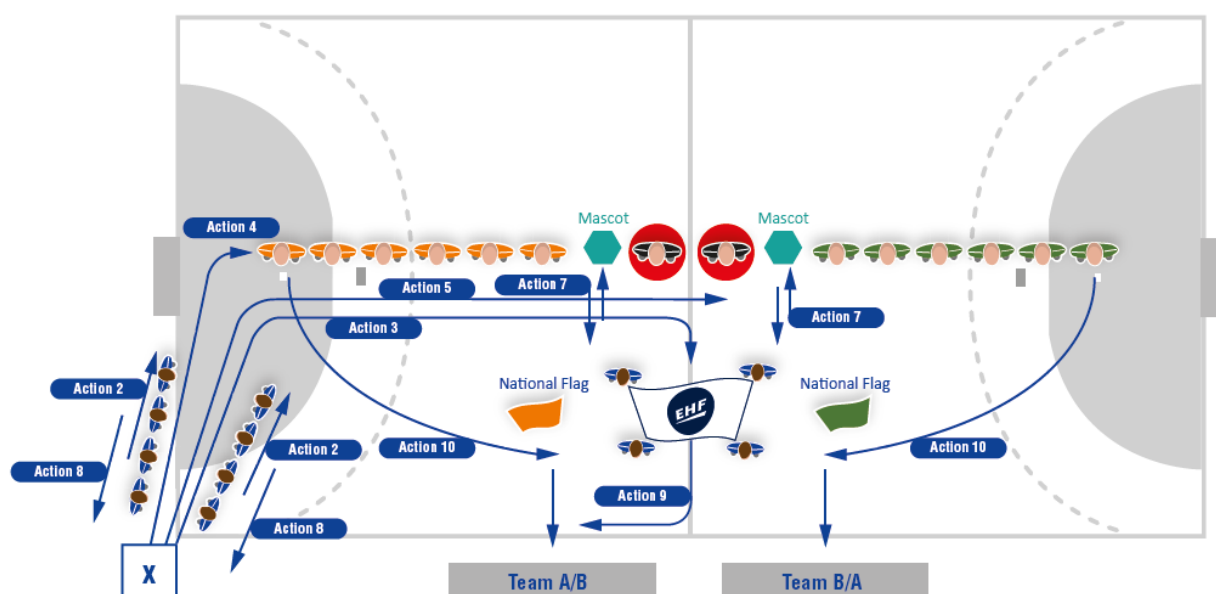 Mascot
Mascot
Action 4
Action 5
Action 7
Action 3
Action 7
Action 2
National Flag
National Flag
EHF
Action 2
Action 10
Action 10
Action 8
Action 9
Action 8
X
Team A/B
Team B/A